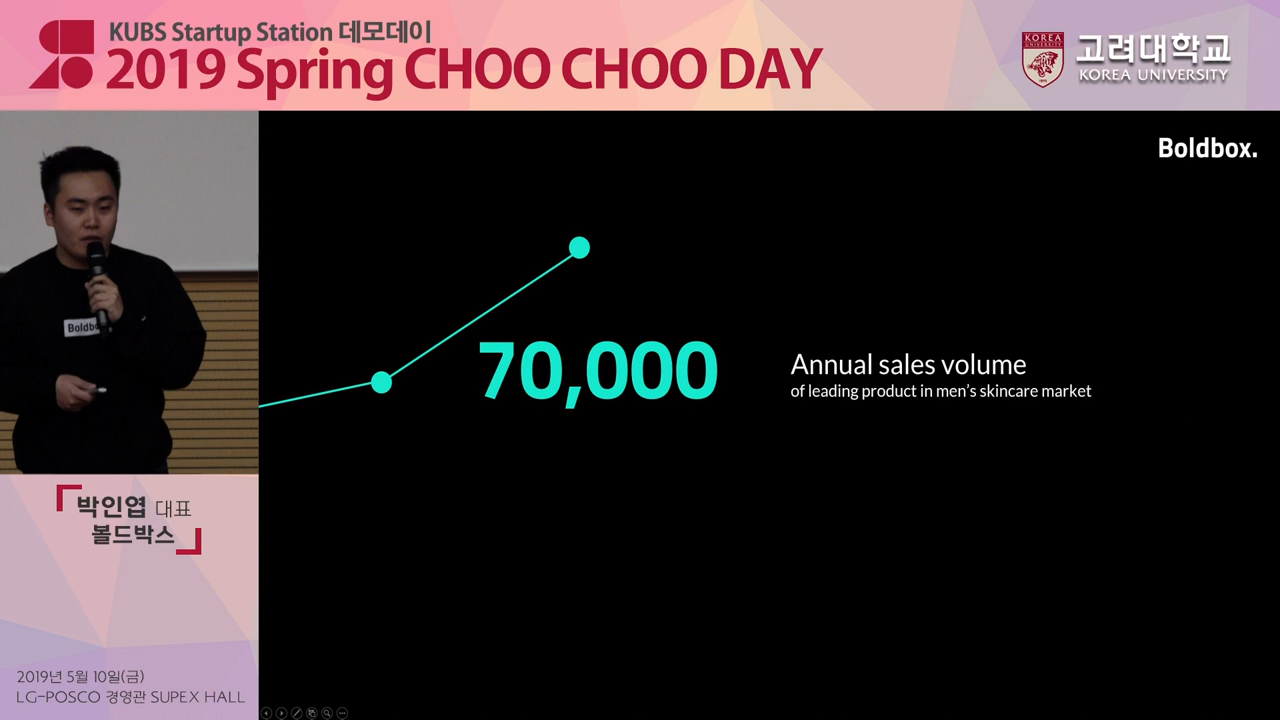 KUBS Startup Station 데모데이
2019 Spring CHOO CHOO DAY
KOREA
UNIVERSITY
고려대학교
KOREA UNIVERSITY
Boldbox.
Boldbo
70,000
Annual sales volume
of leading product in men's skincare market
박인엽 대표
볼드박스
2019년 5월 10일(금)
LG-POSCO 경영관 SUPEX HALL